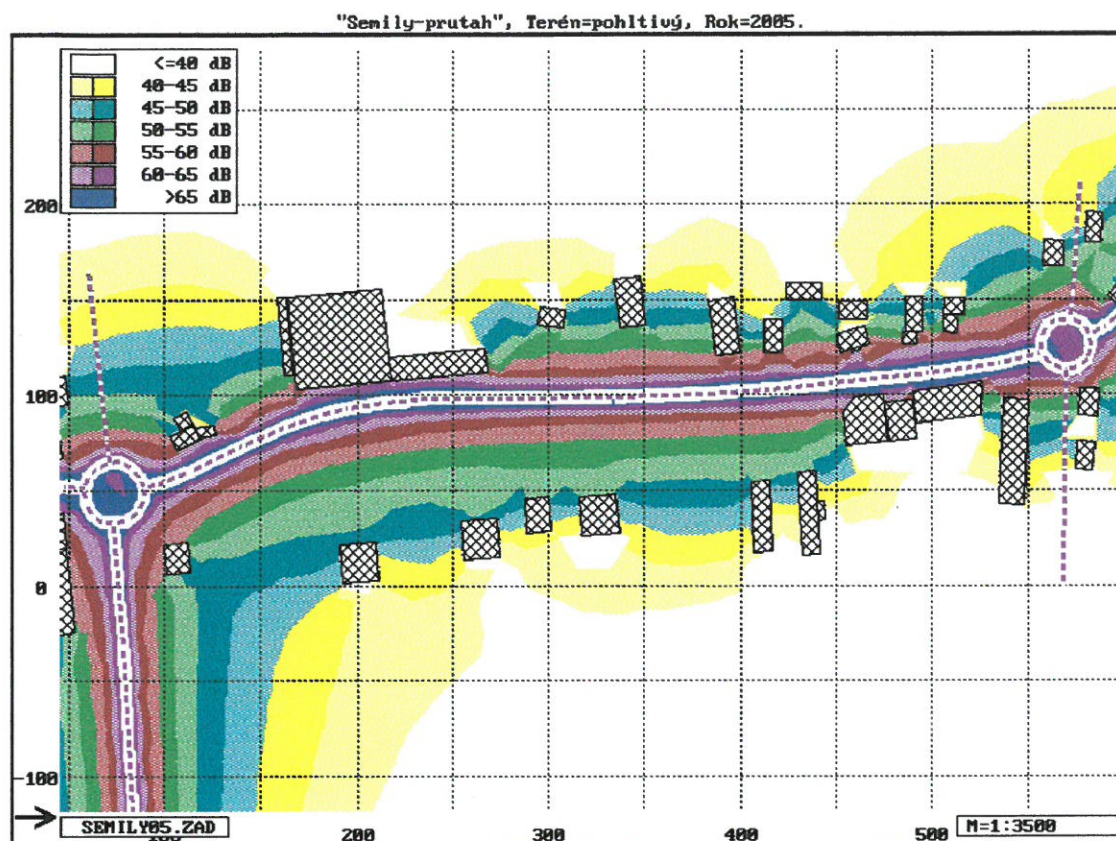 "Semily-prutah", Terén=pohltivý, Rok=2005.
<=40 dB
40-45 dB
45-50 dB
50-55 dB
55-60 dB
60-65 dB
>65 dB
200
100
0
-100
SEMILY05.ZAD
100
200
300
400
500
M=1:3500